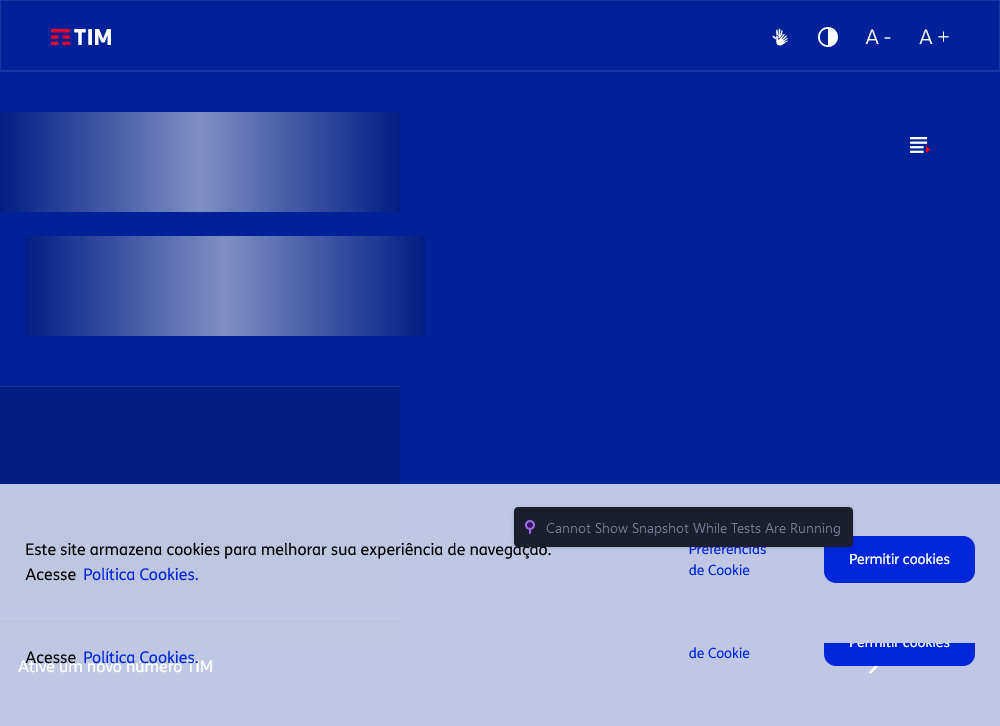 TIM
A - A +
Cannot Show Snapshot While Tests Are Running
Este site armazena cookies para melhorar sua experiência de navegação.
Acesse Política Cookies.
Preferências
de Cookie
Permitir cookies
Acesse Política Cookies.
de Cookie
Permitir cookies
Ative um novo número TIM